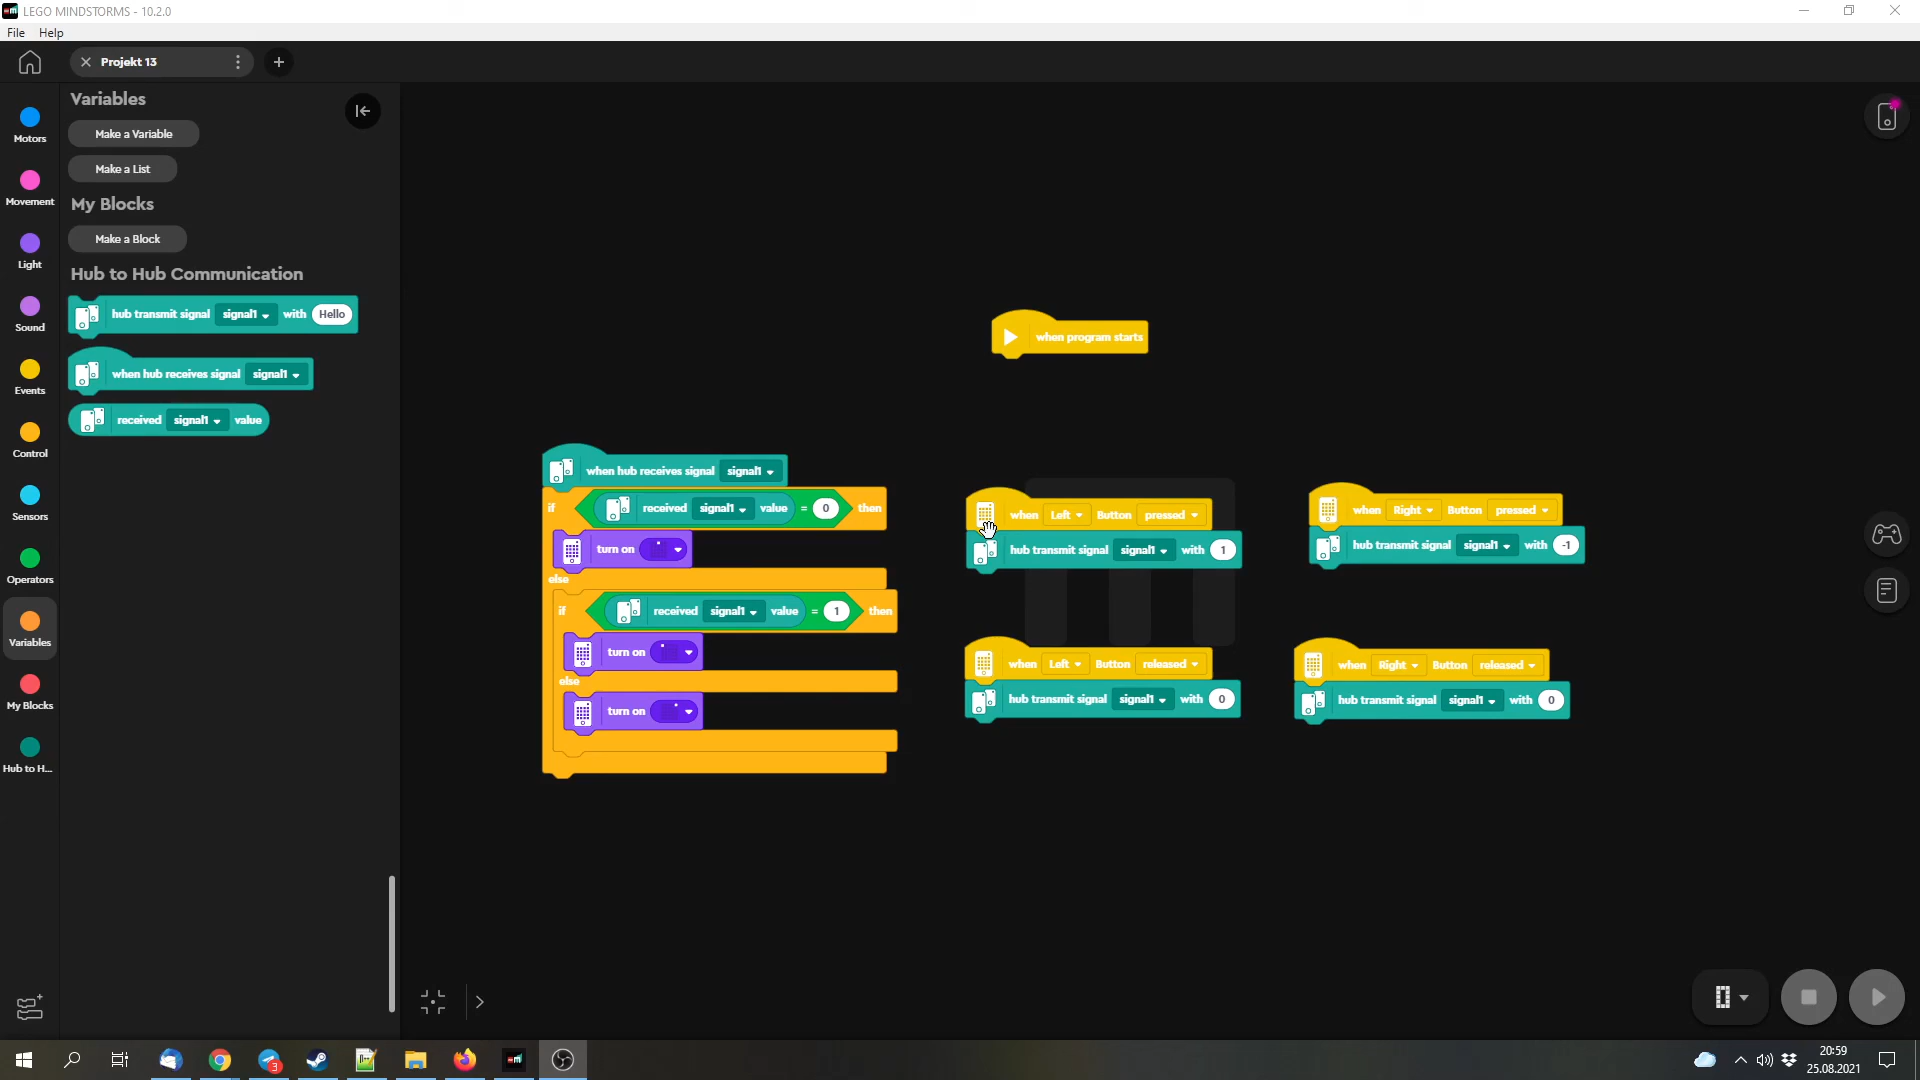 LEGO MINDSTORMS - 10.2.0
File Help
Projekt 13
Motors
Movement
Light
Sound
Events
Control
Sensors
Operators
Variables
My Blocks
Hub to H...
Variables
Make a Variable
Make a List
My Blocks
Make a Block
Hub to Hub Communication
hub transmit signal signal1 with Hello
when hub receives signal signal1
received signal1 value
when program starts
when hub receives signal signal1
if received signal1 value = 0 then
turn on
else
if received signal1 value = 1 then
turn on
else
turn on
when Left Button pressed
hub transmit signal signal1 with 1
when Right Button pressed
hub transmit signal signal1 with -1
when Left Button released
hub transmit signal signal1 with 0
when Right Button released
hub transmit signal signal1 with 0
3
20:59
25.08.2021